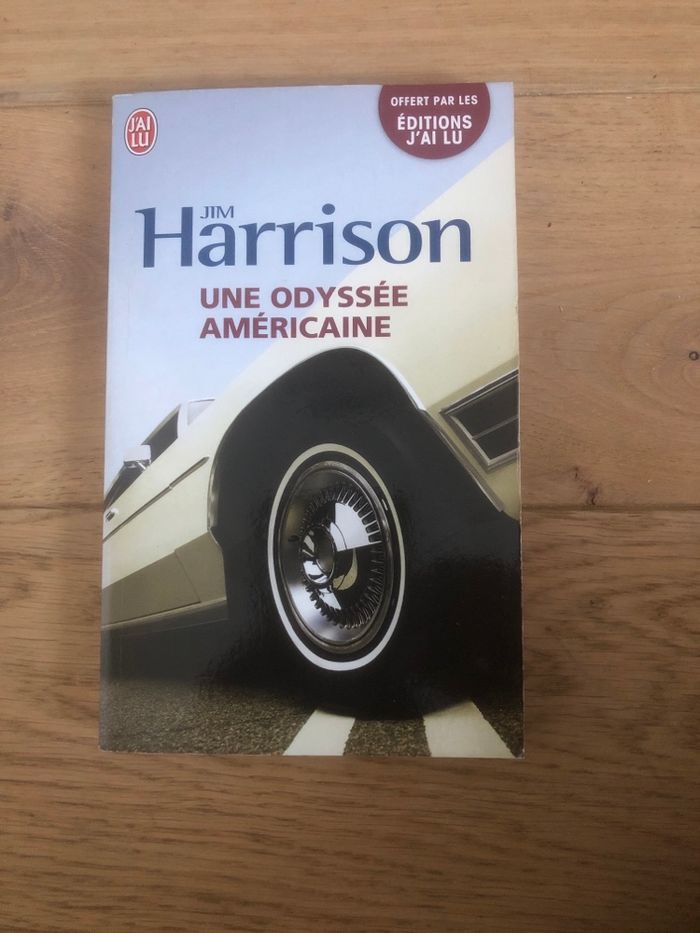 J'AI
LU
OFFERT PAR LES
ÉDITIONS
J'AI LU
JIM
Harrison
UNE ODYSSÉE
AMÉRICAINE